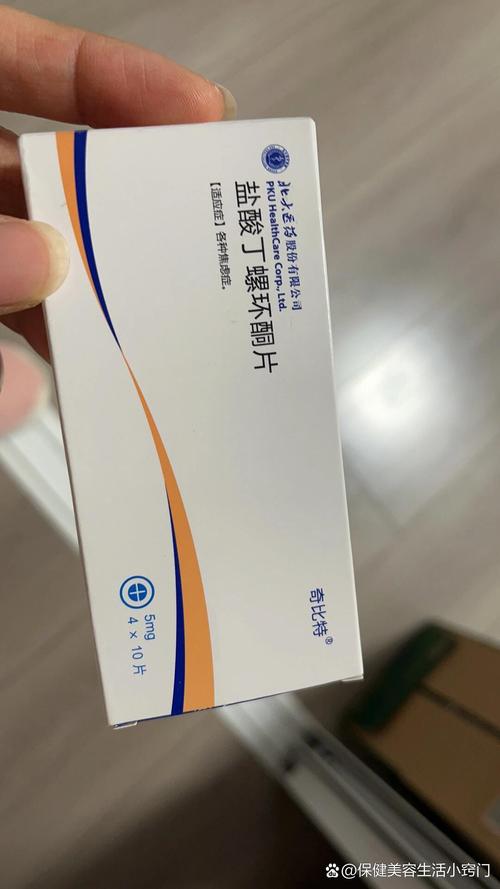 北大医药股份有限公司
PKU HealthCare Corp., Ltd.
盐酸丁螺环酮片
【适应症】各种焦虑症。
奇比特®
5mg
4×10片
@保健美容生活小窍门